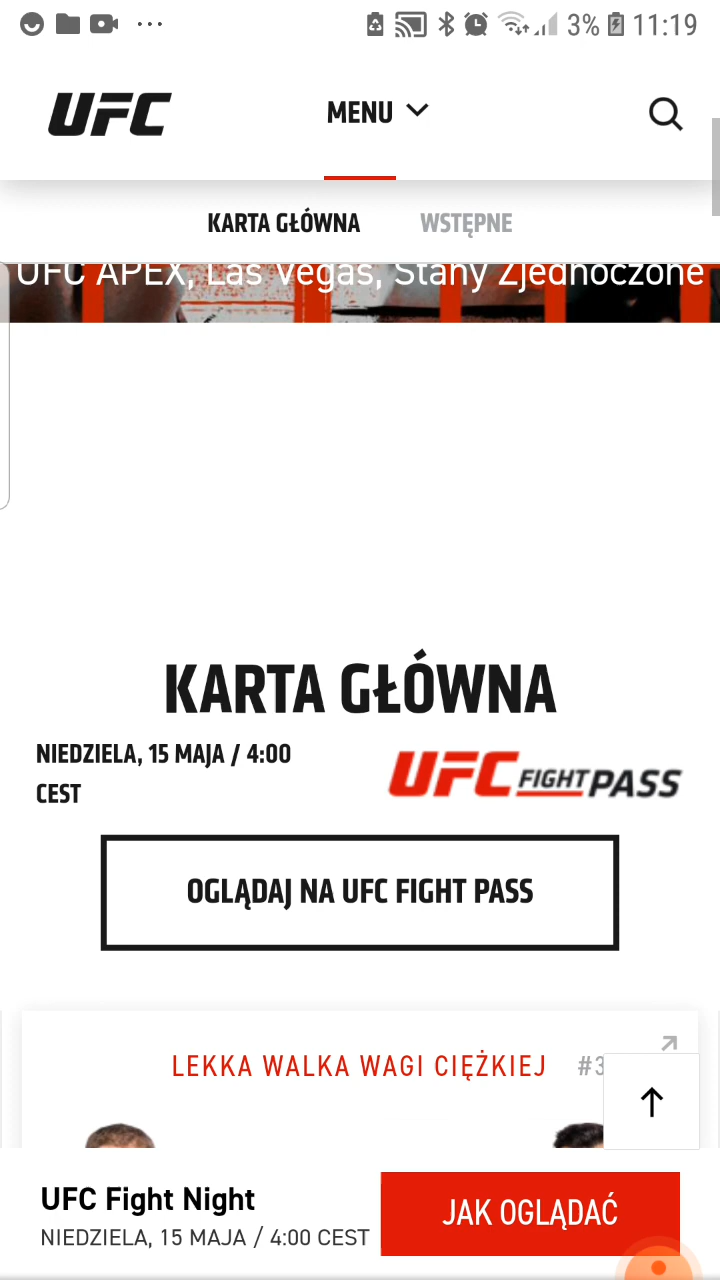 3% 11:19
UFC MENU
KARTA GŁÓWNA WSTĘPNE
UFC APEX, Las Vegas, Stany Zjednoczone
KARTA GŁÓWNA
NIEDZIELA, 15 MAJA / 4:00
CEST
UFC FIGHT PASS
OGLĄDAJ NA UFC FIGHT PASS
LEKKA WALKA WAGI CIĘŻKIEJ #3
UFC Fight Night
NIEDZIELA, 15 MAJA / 4:00 CEST
JAK OGLĄDAĆ